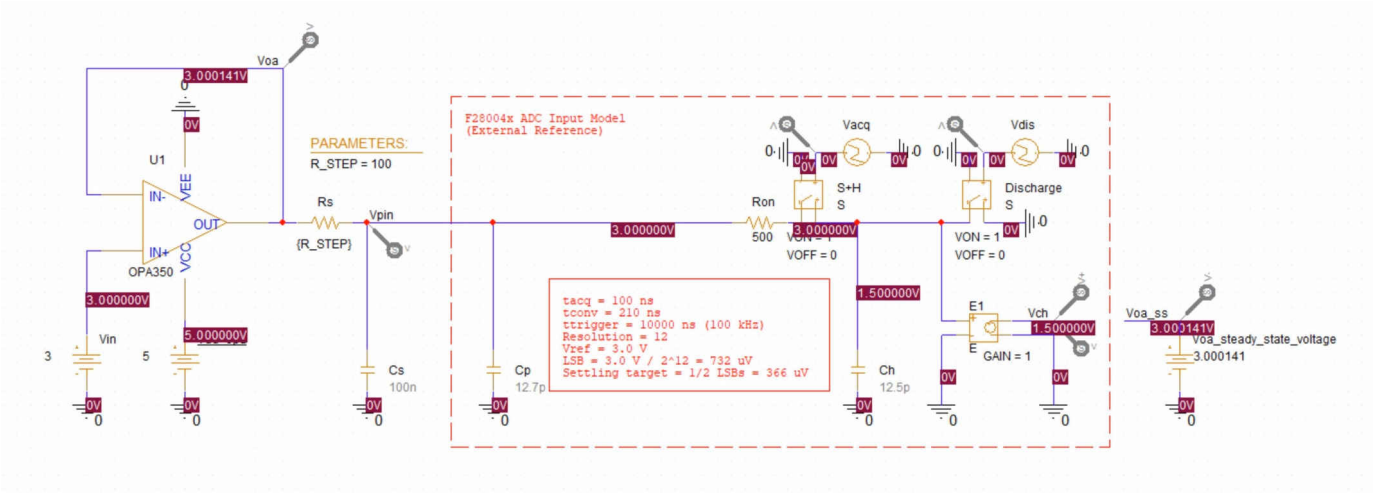 Voa
3.000141V
0
0V
U1
VEE
IN-
OUT
IN+
VCC
OPA350
3.000000V
5.000000V
Vin
3
5
0V
0
0V
0
PARAMETERS:
R_STEP = 100
Rs
{R_STEP}
Vpin
Cs
100n
0V
0
F28004x ADC Input Model
(External Reference)
Cp
12.7p
0V
0
3.000000V
Ron
500
Vacq
0
0V
0V
0V
0V
0
S+H
S
VON = 1
3.000000V
VOFF = 0
Vdis
0
0V
0V
0V
0
Discharge
S
0V
0
VON = 1
VOFF = 0
tacq = 100 ns
tconv = 210 ns
ttrigger = 10000 ns (100 kHz)
Resolution = 12
Vref = 3.0 V
LSB = 3.0 V / 2^12 = 732 uV
Settling target = 1/2 LSBs = 366 uV
1.500000V
Ch
12.5p
0V
0
E1
E
GAIN = 1
0V
0
Vch
1.500000V
0V
0
Voa_ss
3.000141V
Voa_steady_state_voltage
3.000141
0V
0